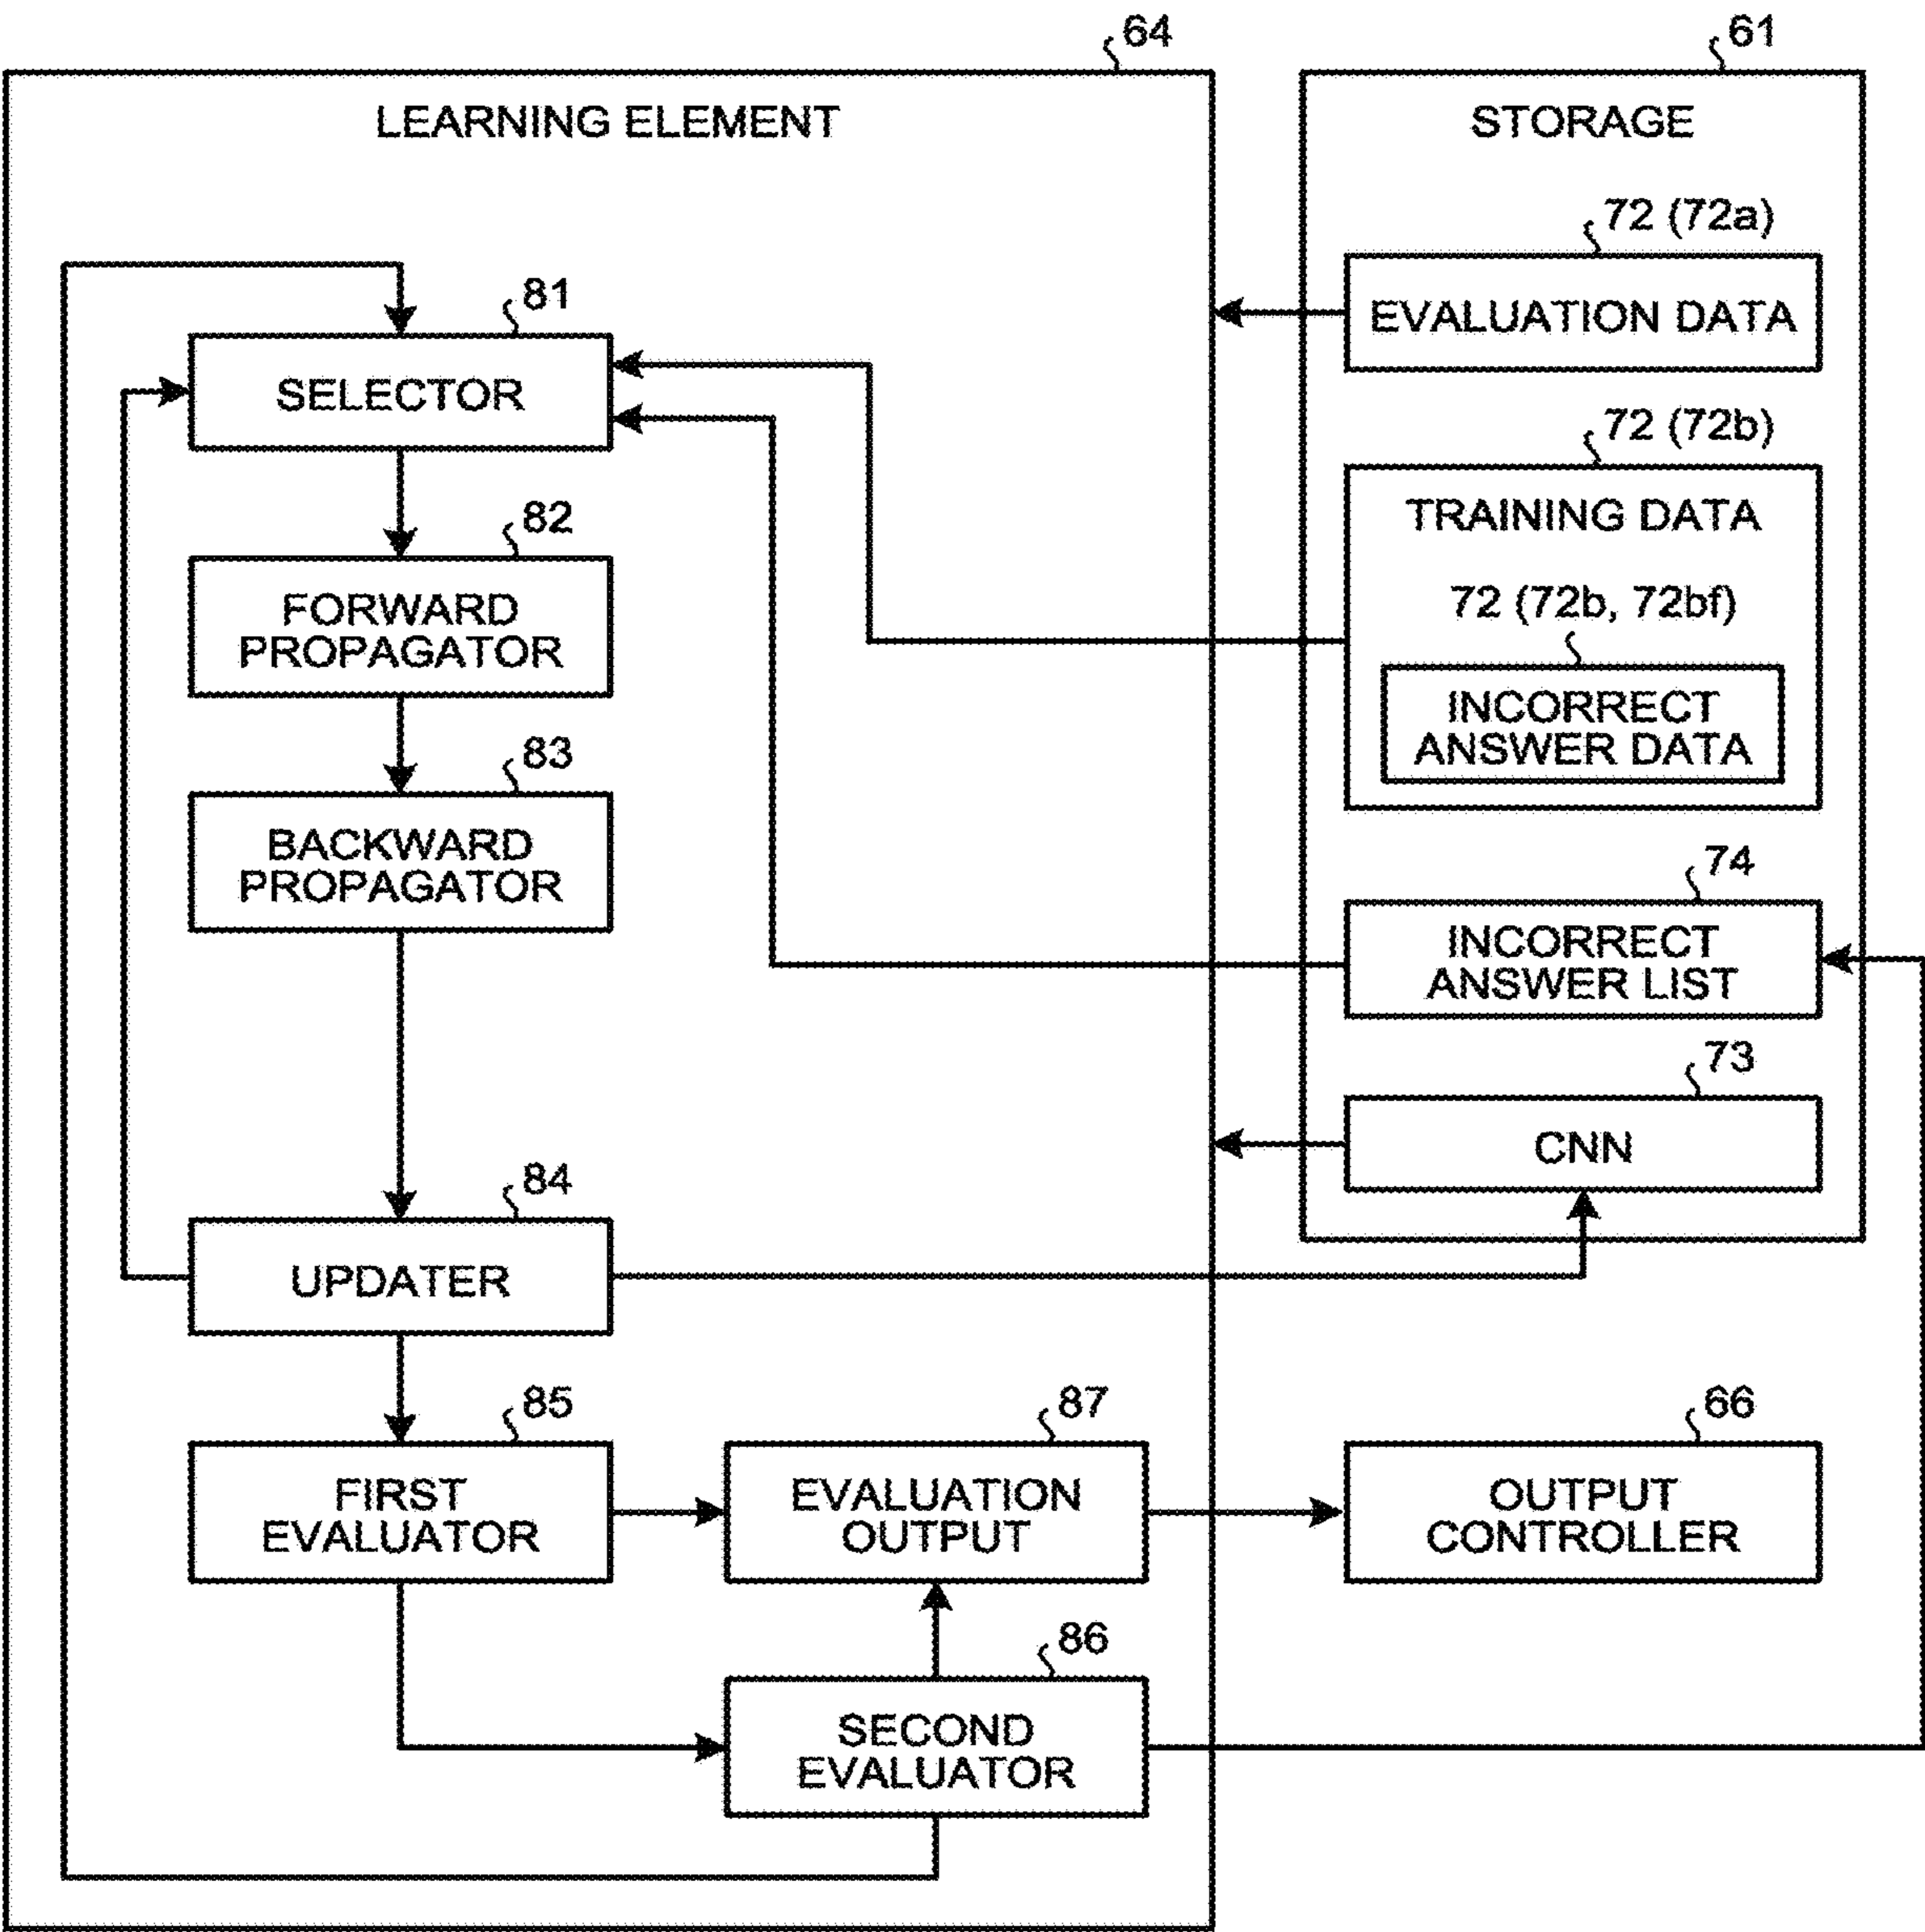 64
61
LEARNING ELEMENT
STORAGE
72 (72a)
EVALUATION DATA
81
SELECTOR
72 (72b)
TRAINING DATA
82
FORWARD
PROPAGATOR
72 (72b, 72bf)
INCORRECT
ANSWER DATA
83
BACKWARD
PROPAGATOR
74
INCORRECT
ANSWER LIST
73
CNN
84
UPDATER
85
FIRST
EVALUATOR
87
EVALUATION
OUTPUT
66
OUTPUT
CONTROLLER
86
SECOND
EVALUATOR